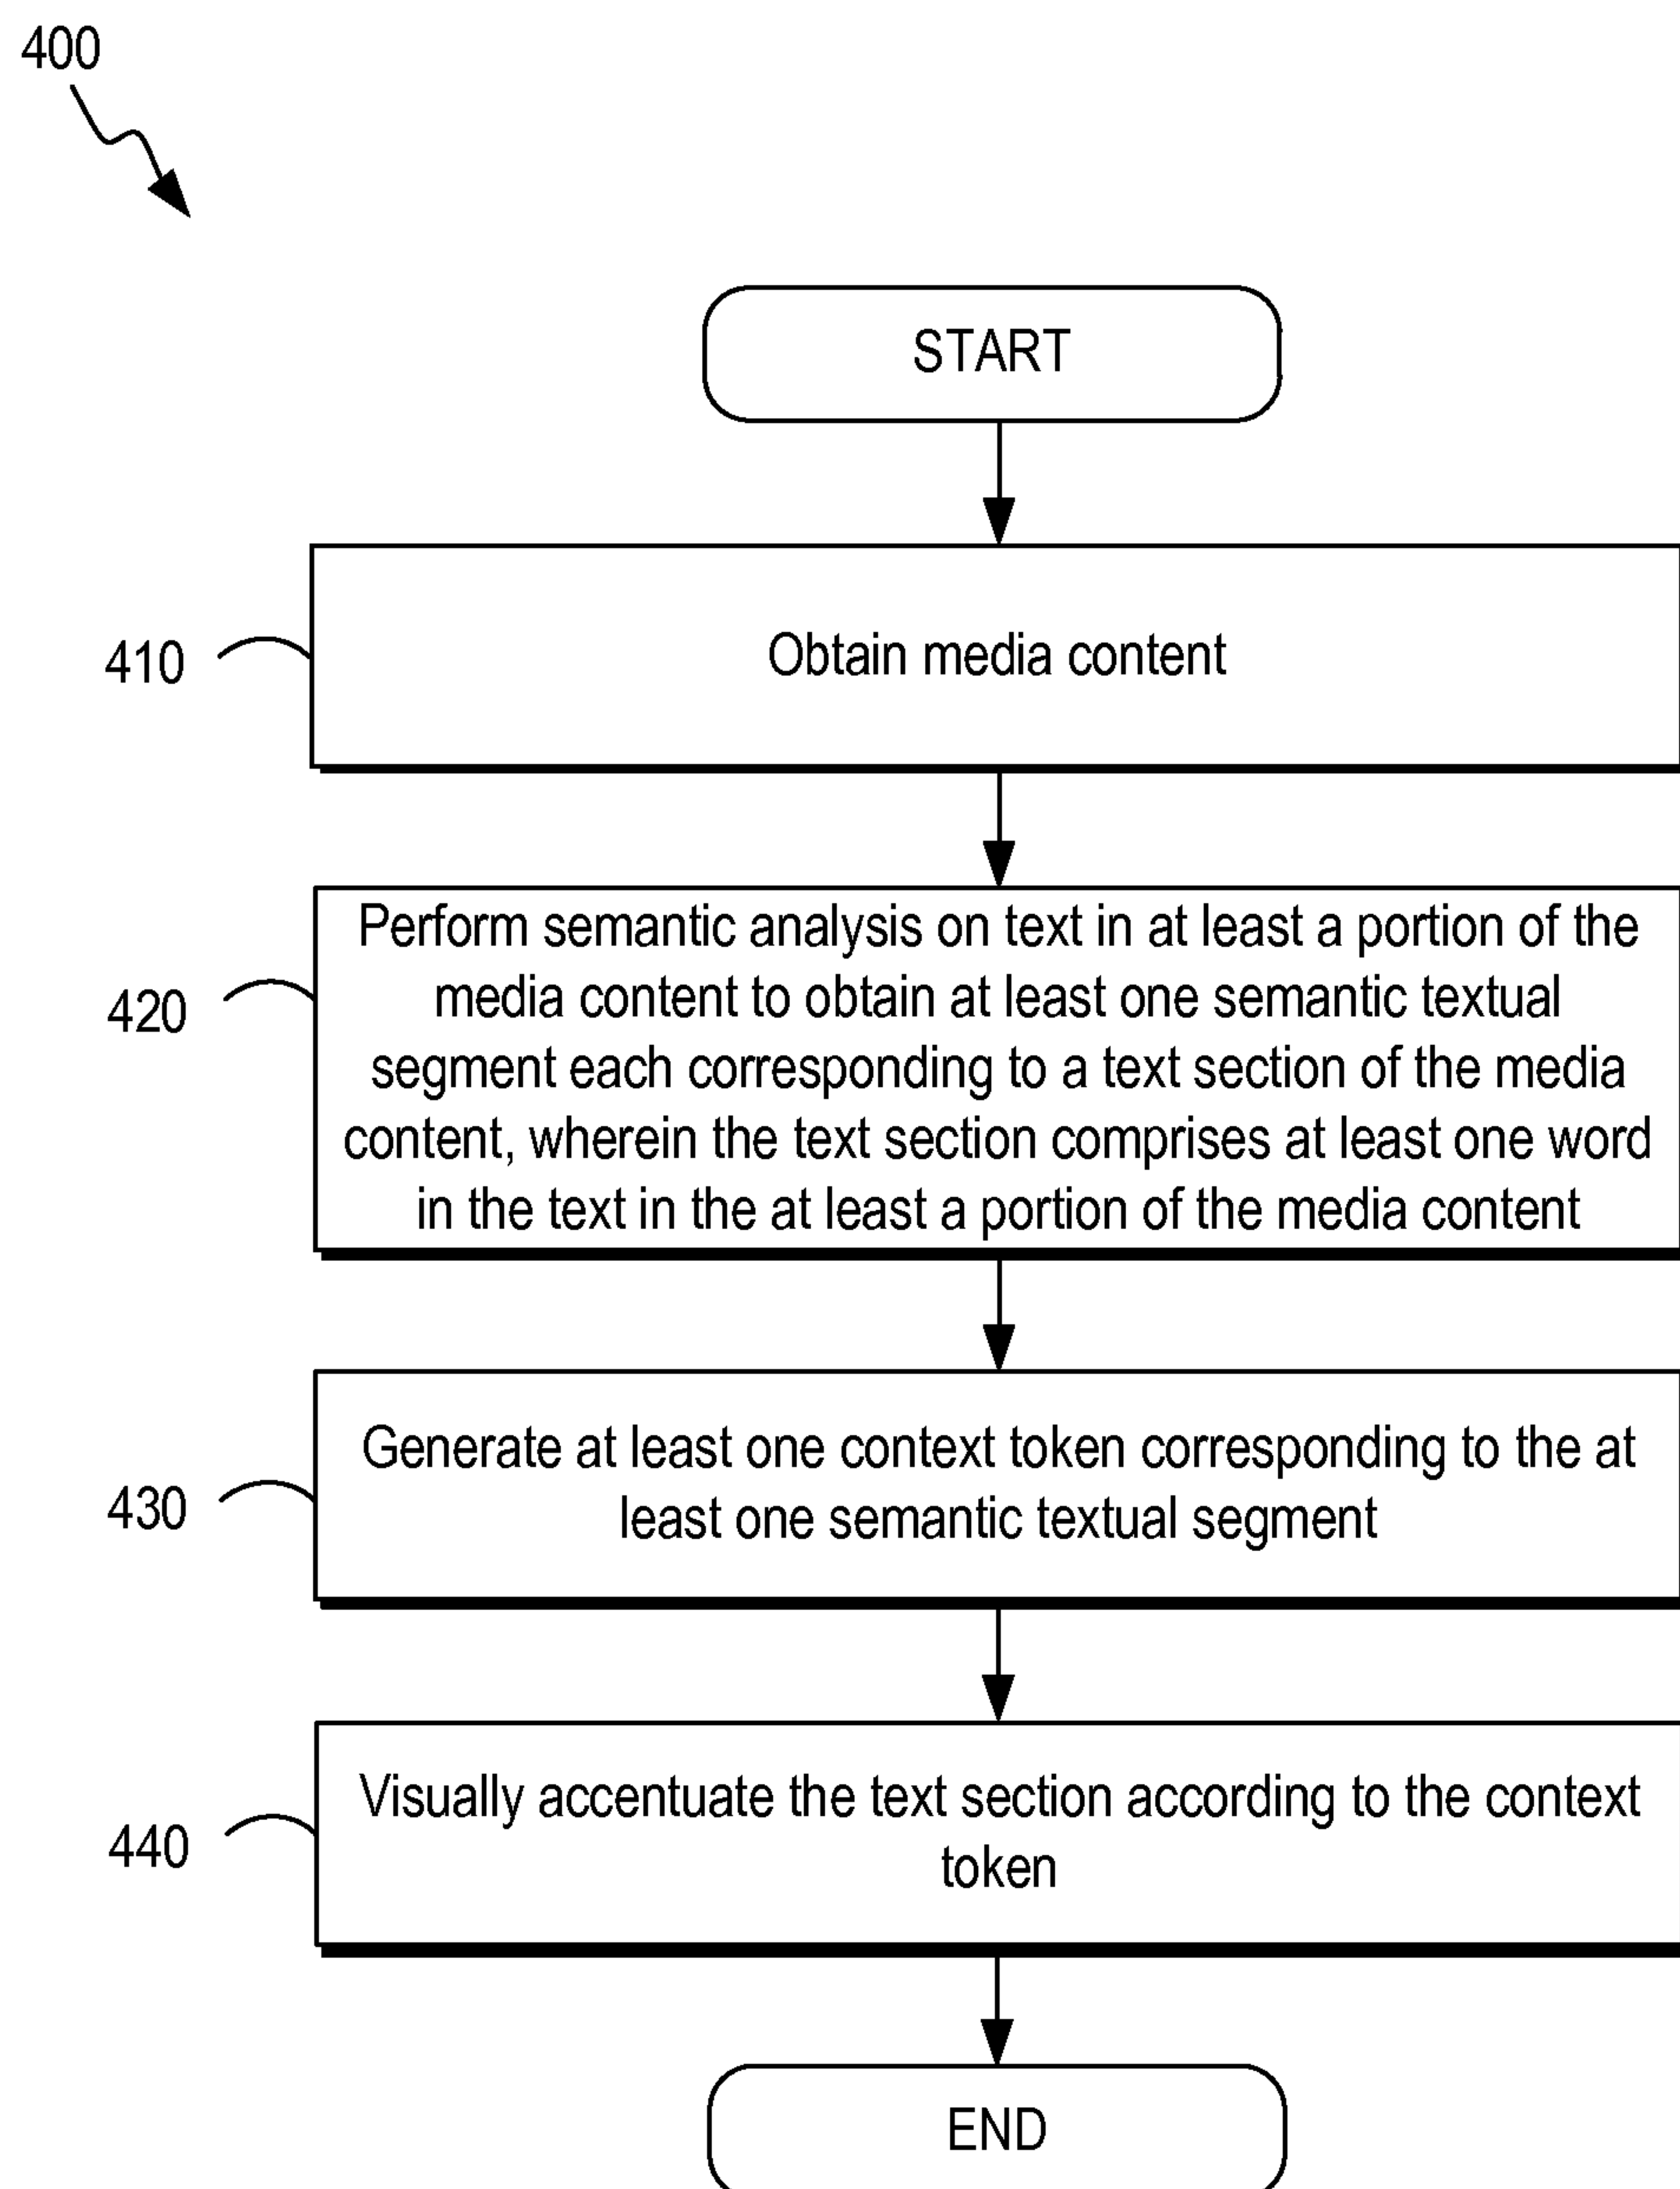 400
START
410
Obtain media content
420
Perform semantic analysis on text in at least a portion of the
media content to obtain at least one semantic textual
segment each corresponding to a text section of the media
content, wherein the text section comprises at least one word
in the text in the at least a portion of the media content
430
Generate at least one context token corresponding to the at
least one semantic textual segment
440
Visually accentuate the text section according to the context
token
END